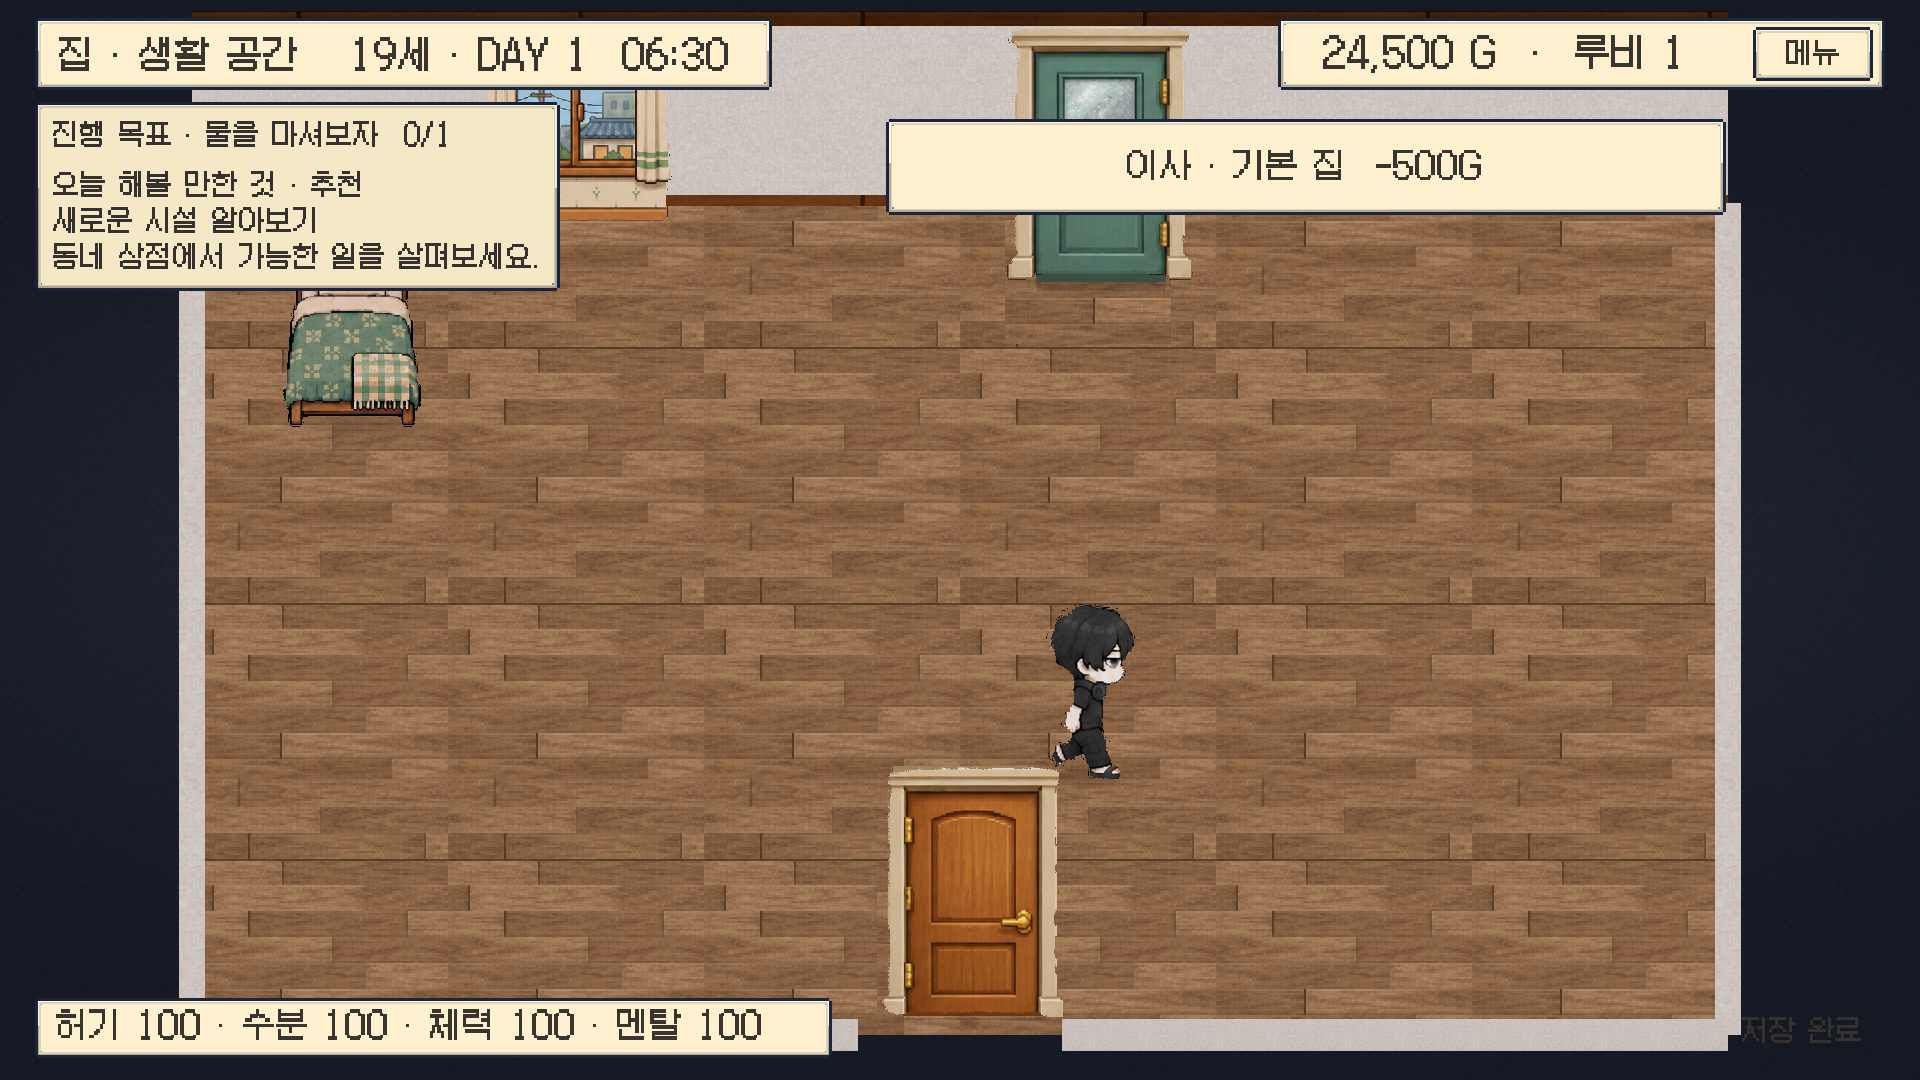 집 · 생활 공간 19세 · DAY 1 06:30
24,500 G · 루비 1 메뉴
진행 목표 · 물을 마셔보자 0/1
오늘 해볼 만한 것 · 추천
새로운 시설 알아보기
동네 상점에서 가능한 일을 살펴보세요.
이사 · 기본 집 -500G
허기 100 · 수분 100 · 체력 100 · 멘탈 100
저장 완료